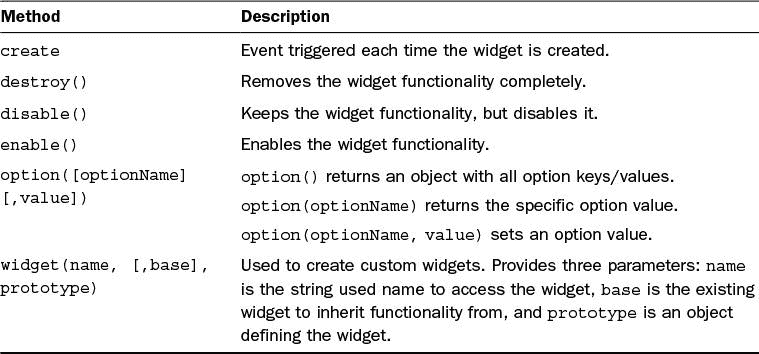 Method Description
create Event triggered each time the widget is created.
destroy() Removes the widget functionality completely.
disable() Keeps the widget functionality, but disables it.
enable() Enables the widget functionality.
option([optionName] option() returns an object with all option keys/values.
[,value]) option(optionName) returns the specific option value.
option(optionName, value) sets an option value.
widget(name, [,base], Used to create custom widgets. Provides three parameters: name
prototype) is the string used name to access the widget, base is the existing
widget to inherit functionality from, and prototype is an object
defining the widget.